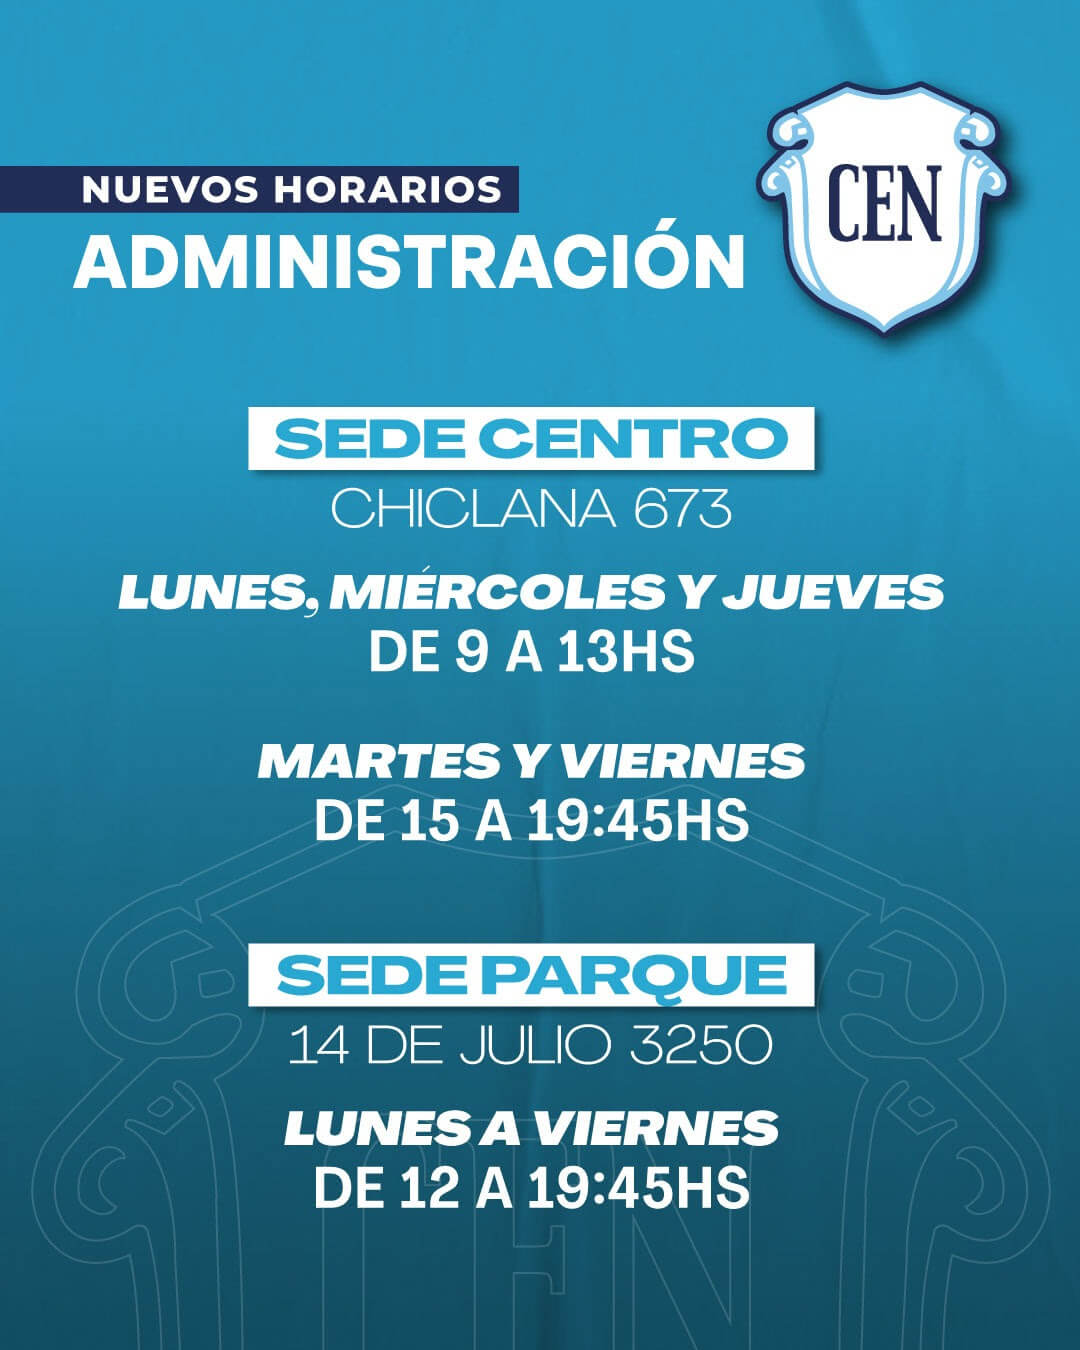 NUEVOS HORARIOS
ADMINISTRACIÓN
CEN
SEDE CENTRO
CHICLANA 673
LUNES, MIÉRCOLES Y JUEVES
DE 9 A 13HS
MARTES Y VIERNES
DE 15 A 19:45HS
SEDE PARQUE
14 DE JULIO 3250
LUNES A VIERNES
DE 12 A 19:45HS
CEN